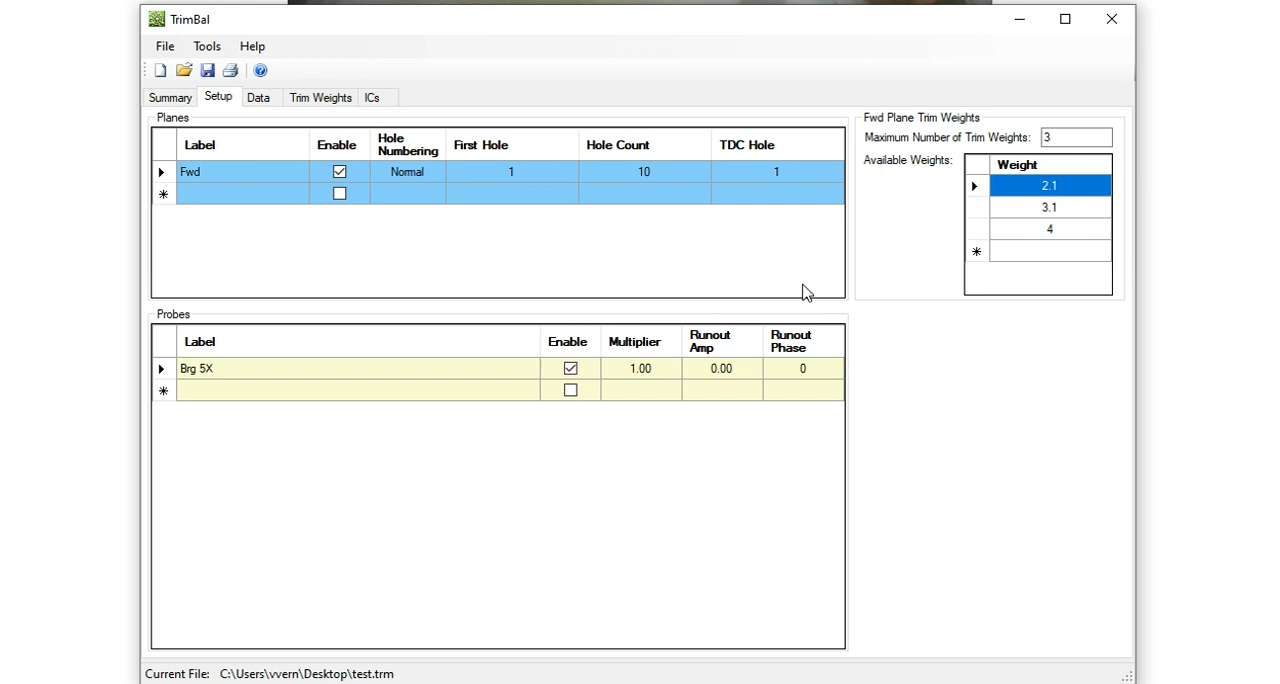 TrimBal
File Tools Help
Summary Setup Data Trim Weights ICs
Planes
Label Enable Hole Numbering First Hole Hole Count TDC Hole
Fwd Normal 1 10 1
Fwd Plane Trim Weights
Maximum Number of Trim Weights: 3
Available Weights: Weight
2.1
3.1
4
Probes
Label Enable Multiplier Runout Amp Runout Phase
Brg 5X 1.00 0.00 0
Current File: C:\Users\vvern\Desktop\test.trm